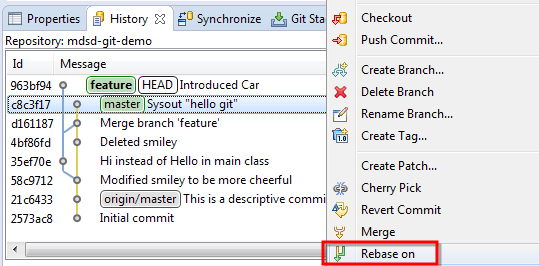 Properties History Synchronize Git Sta
Repository: mdsd-git-demo
Id Message
963bf94 feature HEAD Introduced Car
c8c3f17 master Sysout "hello git"
d161187 Merge branch 'feature'
4bf86fd Deleted smiley
35ef70e Hi instead of Hello in main class
58c9712 Modified smiley to be more cheerful
21c6433 origin/master This is a descriptive commi
2573ac8 Initial commit
Checkout
Push Commit...
Create Branch...
Delete Branch
Rename Branch...
Create Tag...
Create Patch...
Cherry Pick
Revert Commit
Merge
Rebase on